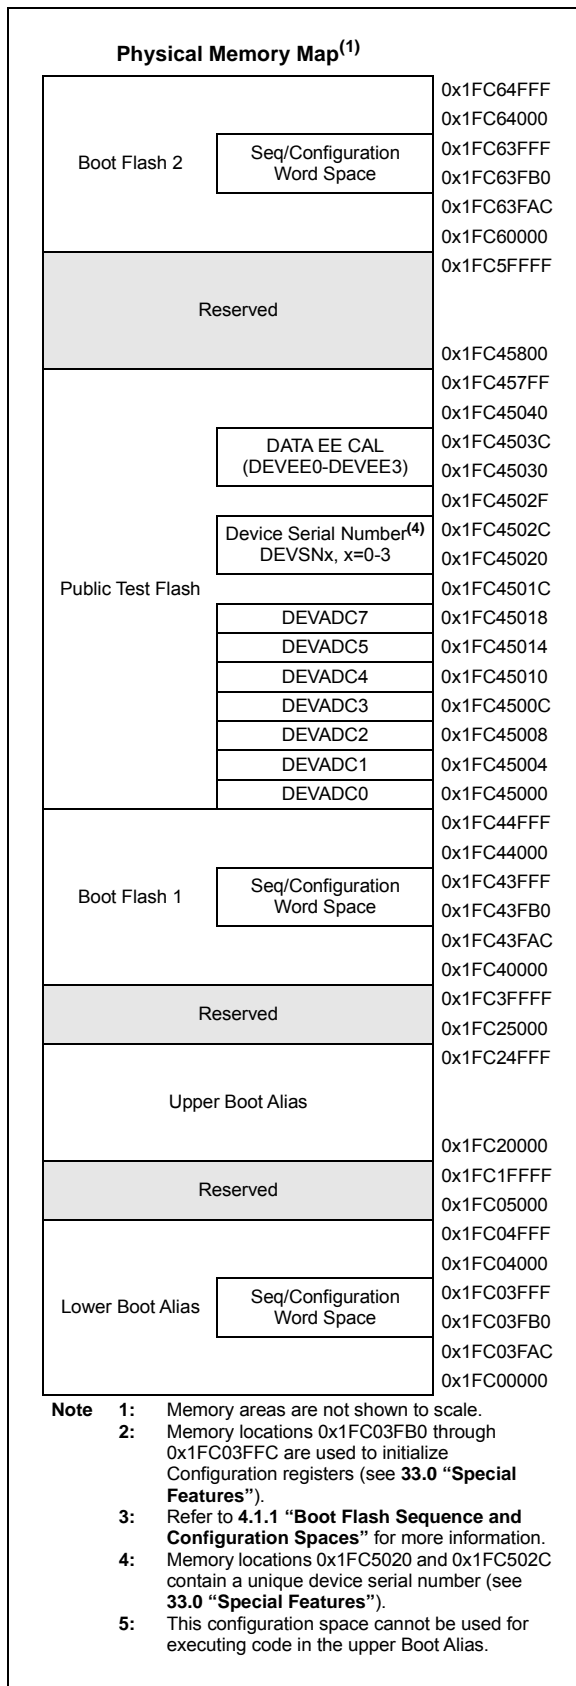 Physical Memory Map(1)
0x1FC64FFF
0x1FC64000
Boot Flash 2
Seq/Configuration
Word Space
0x1FC63FFF
0x1FC63FB0
0x1FC63FAC
0x1FC60000
Reserved
0x1FC5FFFF
0x1FC45800
Public Test Flash
0x1FC457FF
0x1FC45040
DATA EE CAL
(DEVEE0-DEVEE3)
0x1FC4503C
0x1FC45030
0x1FC4502F
Device Serial Number(4)
DEVSNx, x=0-3
0x1FC4502C
0x1FC45020
0x1FC4501C
DEVADC7 0x1FC45018
DEVADC5 0x1FC45014
DEVADC4 0x1FC45010
DEVADC3 0x1FC4500C
DEVADC2 0x1FC45008
DEVADC1 0x1FC45004
DEVADC0 0x1FC45000
0x1FC44FFF
0x1FC44000
Boot Flash 1
Seq/Configuration
Word Space
0x1FC43FFF
0x1FC43FB0
0x1FC43FAC
0x1FC40000
Reserved
0x1FC3FFFF
0x1FC25000
Upper Boot Alias
0x1FC24FFF
0x1FC20000
Reserved
0x1FC1FFFF
0x1FC05000
0x1FC04FFF
0x1FC04000
Lower Boot Alias
Seq/Configuration
Word Space
0x1FC03FFF
0x1FC03FB0
0x1FC03FAC
0x1FC00000
Note 1: Memory areas are not shown to scale.
2: Memory locations 0x1FC03FB0 through
0x1FC03FFC are used to initialize
Configuration registers (see 33.0 “Special
Features”).
3: Refer to 4.1.1 “Boot Flash Sequence and
Configuration Spaces” for more information.
4: Memory locations 0x1FC5020 and 0x1FC502C
contain a unique device serial number (see
33.0 “Special Features”).
5: This configuration space cannot be used for
executing code in the upper Boot Alias.